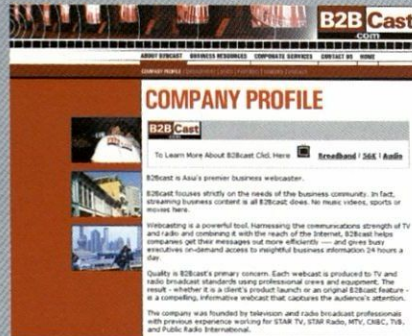 B2B Cast
.com
ABOUT B2BCAST BUSINESS RESOURCES CORPORATE SERVICES CONTACT US HOME
COMPANY PROFILE
COMPANY PROFILE
B2B Cast
To Learn More About B2Bcast Click Here Broadband / 56K / Audio
B2Bcast is Asia's premier business webcaster.
B2Bcast focuses strictly on the needs of the business community. In fact,
streaming business content is all B2Bcast does. No music videos, sports or
movies here.
Webcasting is a powerful tool. Harnessing the communications strength of TV
and radio and combining it with the reach of the Internet, B2Bcast helps
companies get their messages out more efficiently — and gives busy
executives on-demand access to insightful business information 24 hours a
day.
Quality is B2Bcast's primary concern. Each webcast is produced to TV and
radio broadcast standards using professional crews and equipment. The
result - whether it is a client's product launch or an original B2Bcast feature -
is a compelling, informative webcast that captures the audience's attention.
The company was founded by television and radio broadcast professionals
with previous experience working for STAR TV, STAR Radio, MTV, CNBC, TVB,
and Public Radio International.